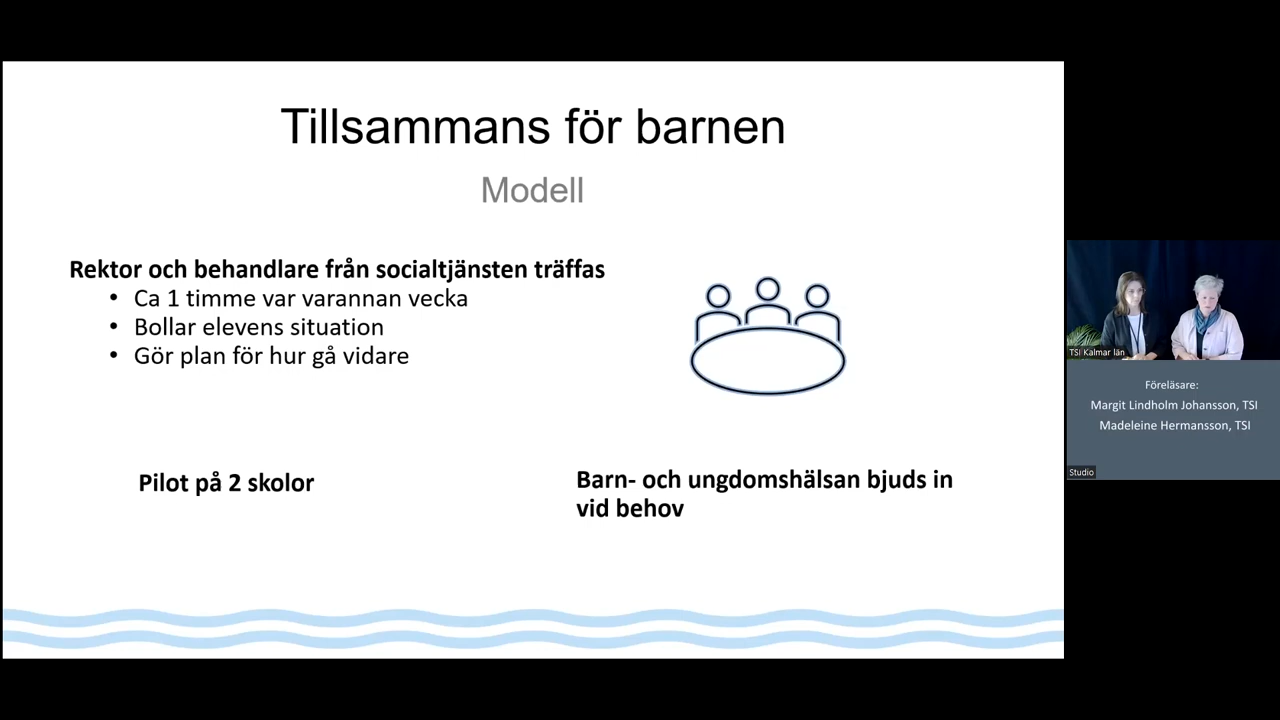 Tillsammans för barnen
Modell
Rektor och behandlare från socialtjänsten träffas
• Ca 1 timme var varannan vecka
• Bollar elevens situation
• Gör plan för hur gå vidare
Pilot på 2 skolor
Barn- och ungdomshälsan bjuds in
vid behov
TSI Kalmar län
Föreläsare:
Margit Lindholm Johansson, TSI
Madeleine Hermansson, TSI
Studio